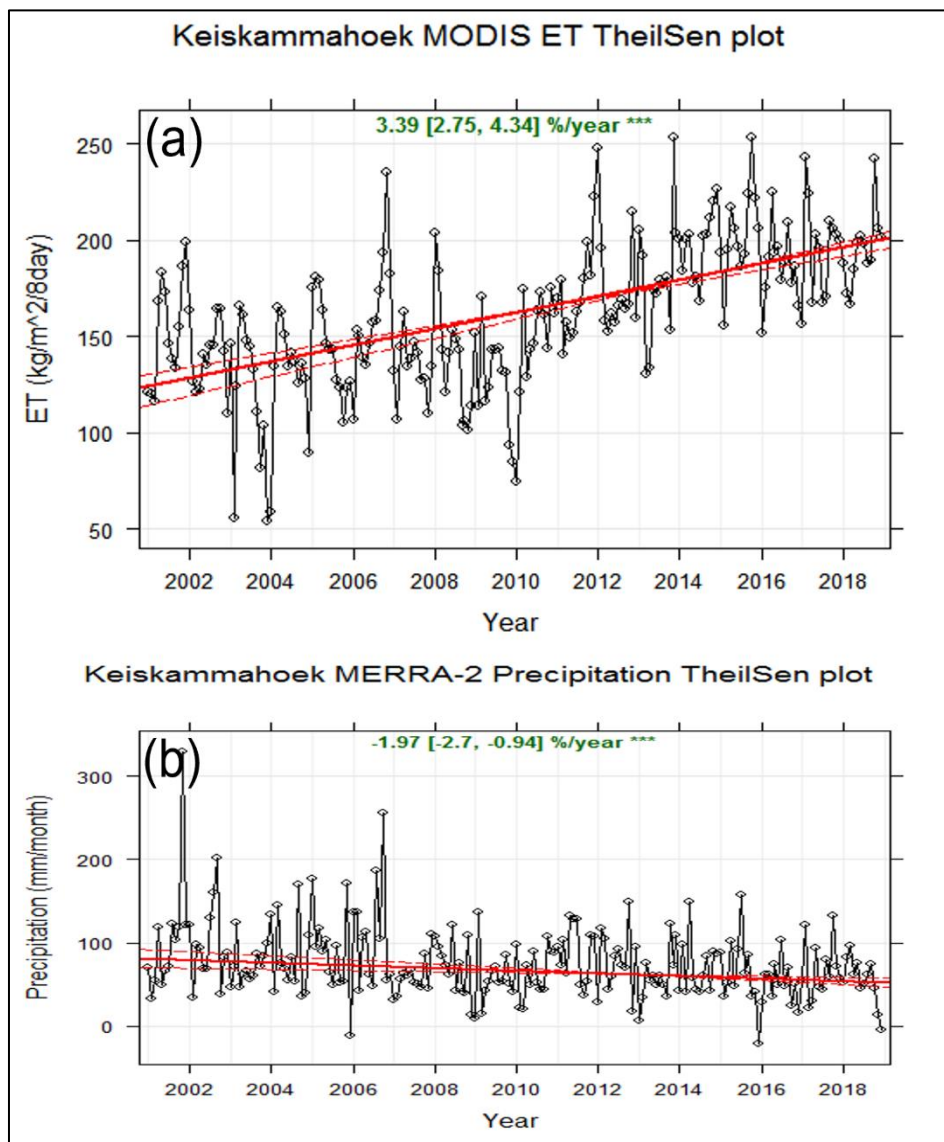 Keiskammahoek MODIS ET TheilSen plot
(a)
3.39 [2.75, 4.34] %/year ***
ET (kg/m^2/8day)
250
200
150
100
50
2002 2004 2006 2008 2010 2012 2014 2016 2018
Year
Keiskammahoek MERRA-2 Precipitation TheilSen plot
(b)
-1.97 [-2.7, -0.94] %/year ***
Precipitation (mm/month)
300
200
100
0
2002 2004 2006 2008 2010 2012 2014 2016 2018
Year